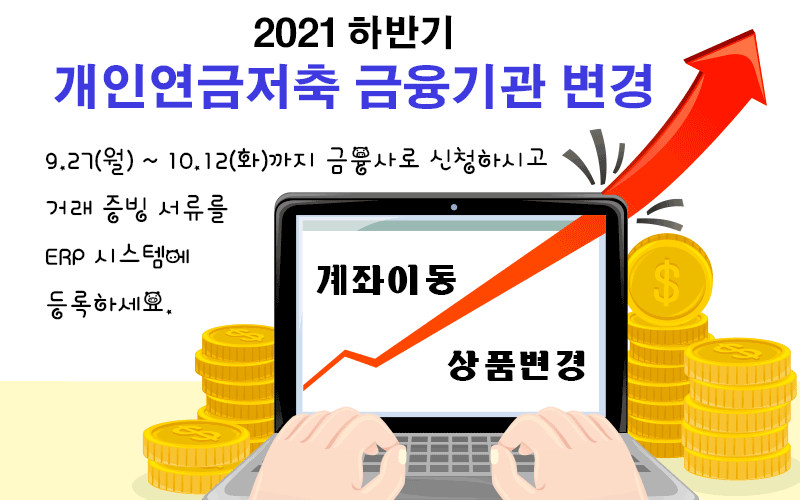 2021 하반기
개인연금저축 금융기관 변경
9.27(월) ~ 10.12(화)까지 금융사로 신청하시고
거래 증빙 서류를
ERP 시스템에
등록하세요.
계좌이동
상품변경